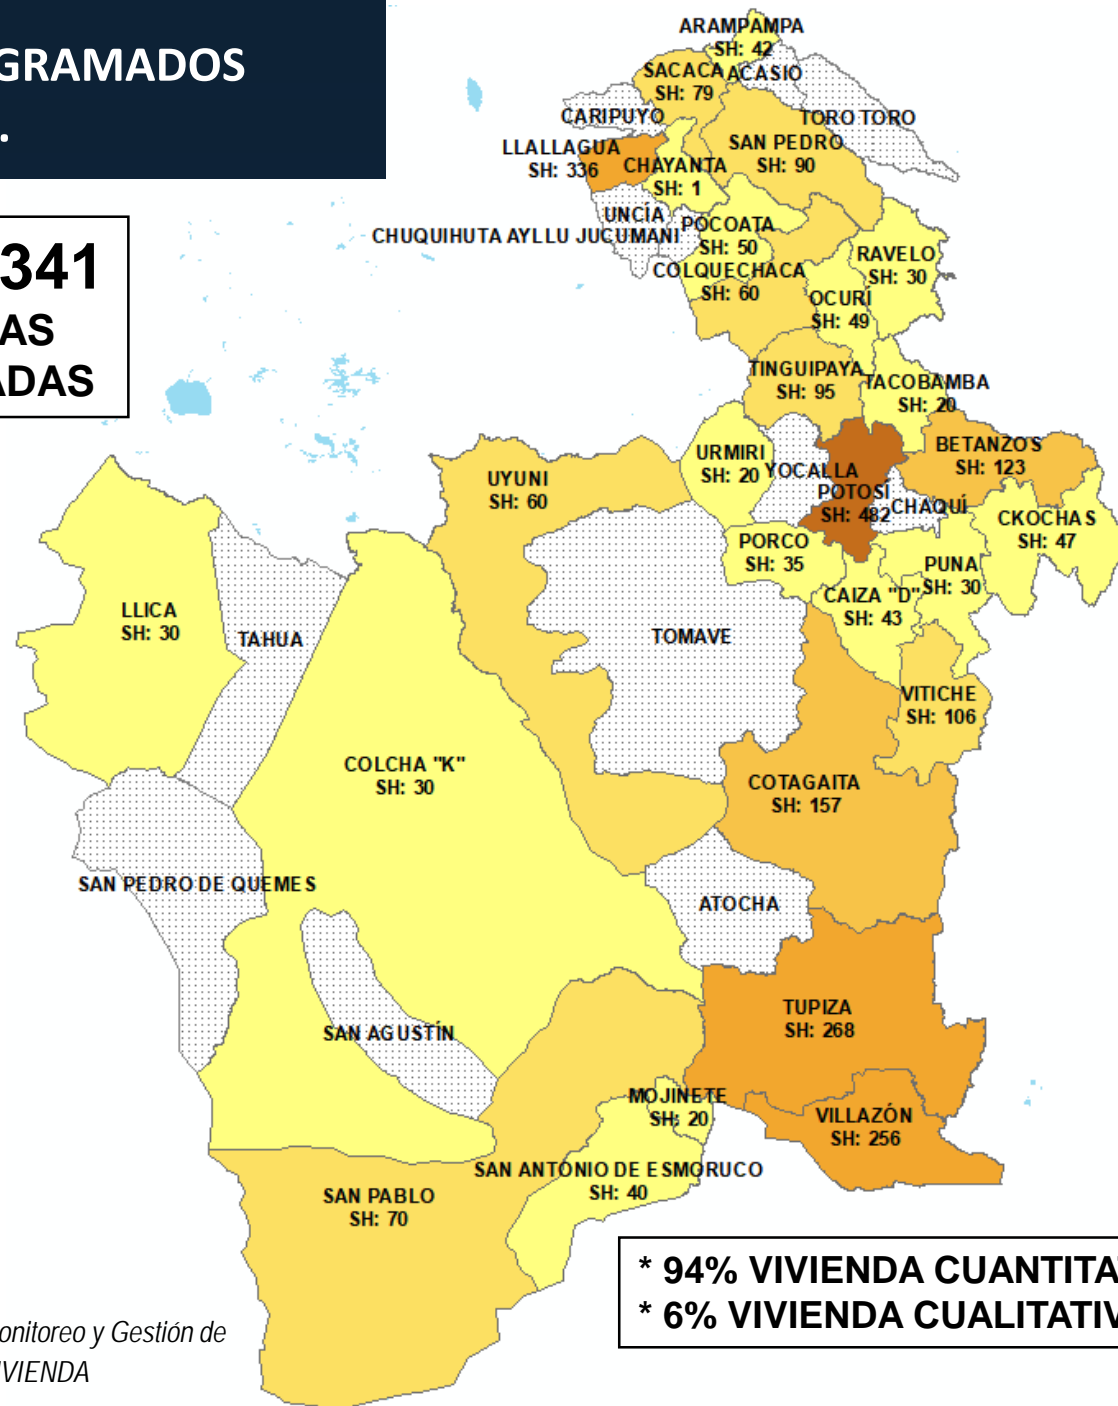 GRAMADOS
.
341
AS
ADAS
ARAMPAMPA
SH: 42
SACACA
SH: 79
ACASIO
CARIPUYO
TORO TORO
LLALLAGUA
SH: 336
CHAYANTA
SH: 1
SAN PEDRO
SH: 90
UNCÍA
CHUQUIHUTA AYLLU JUCUMANI
POCOATA
SH: 50
RAVELO
SH: 30
COLQUECHACA
SH: 60
OCURÍ
SH: 49
TINGUIPAYA
SH: 95
TACOBAMBA
SH: 20
URMIRI
SH: 20
YOCALLA
BETANZOS
SH: 123
UYUNI
SH: 60
POTOSÍ
SH: 482
CHAQUÍ
CKOCHAS
SH: 47
PORCO
SH: 35
PUNA
SH: 30
CAIZA "D"
SH: 43
LLICA
SH: 30
TAHUA
TOMAVE
VITICHE
SH: 106
COLCHA "K"
SH: 30
COTAGAITA
SH: 157
SAN PEDRO DE QUEMES
ATOCHA
SAN AGUSTÍN
TUPIZA
SH: 268
MOJINETE
SH: 20
VILLAZÓN
SH: 256
SAN ANTONIO DE ESMORUCO
SH: 40
SAN PABLO
SH: 70
* 94% VIVIENDA CUANTITA
* 6% VIVIENDA CUALITATIV
onitoreo y Gestión de
VIENDA